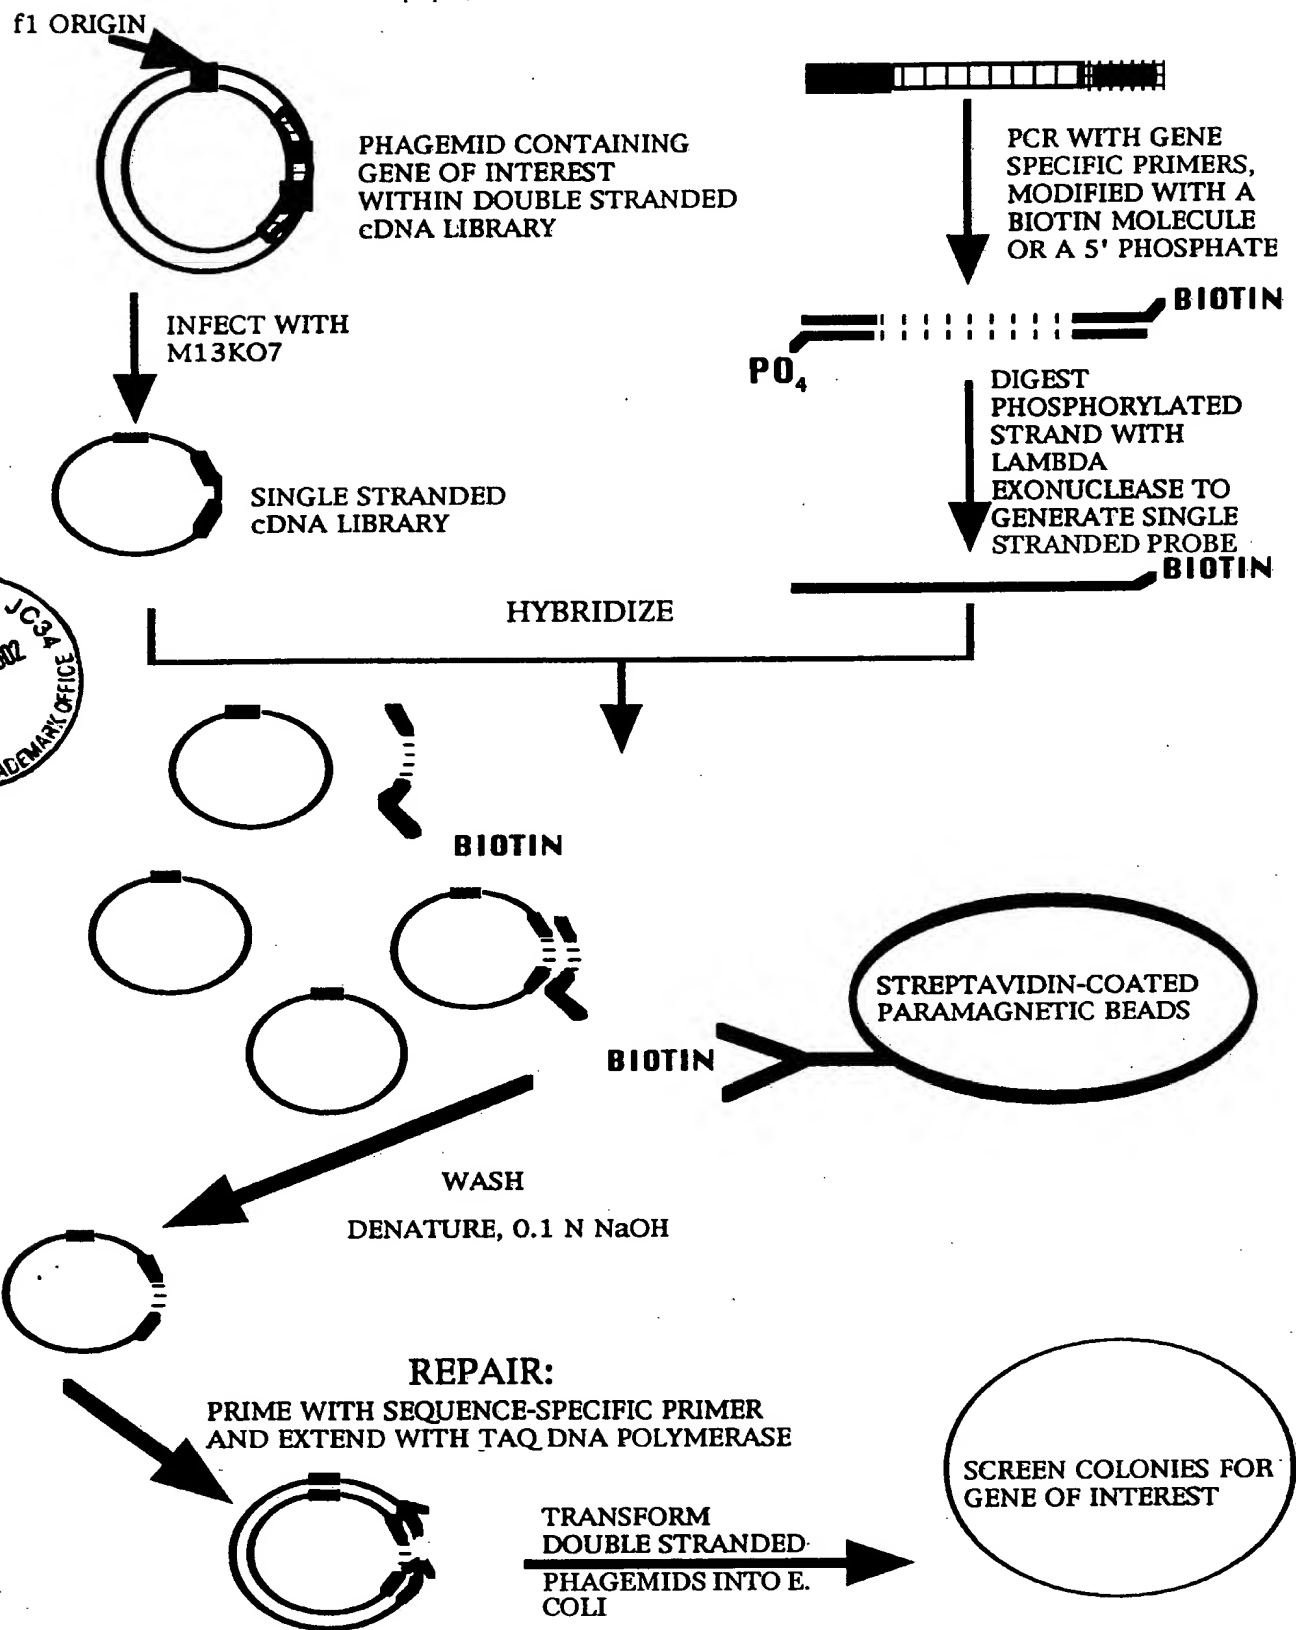 f1 ORIGIN
PHAGEMID CONTAINING
GENE OF INTEREST
WITHIN DOUBLE STRANDED
cDNA LIBRARY
INFECT WITH
M13KO7
SINGLE STRANDED
cDNA LIBRARY
PCR WITH GENE
SPECIFIC PRIMERS,
MODIFIED WITH A
BIOTIN MOLECULE
OR A 5' PHOSPHATE
BIOTIN
PO4
DIGEST
PHOSPHORYLATED
STRAND WITH
LAMBDA
EXONUCLEASE TO
GENERATE SINGLE
STRANDED PROBE
BIOTIN
JC34
ADEMARK OFFICE
HYBRIDIZE
BIOTIN
BIOTIN
STREPTAVIDIN-COATED
PARAMAGNETIC BEADS
WASH
DENATURE, 0.1 N NaOH
REPAIR:
PRIME WITH SEQUENCE-SPECIFIC PRIMER
AND EXTEND WITH TAQ DNA POLYMERASE
TRANSFORM
DOUBLE STRANDED
PHAGEMIDS INTO E.
COLI
SCREEN COLONIES FOR
GENE OF INTEREST